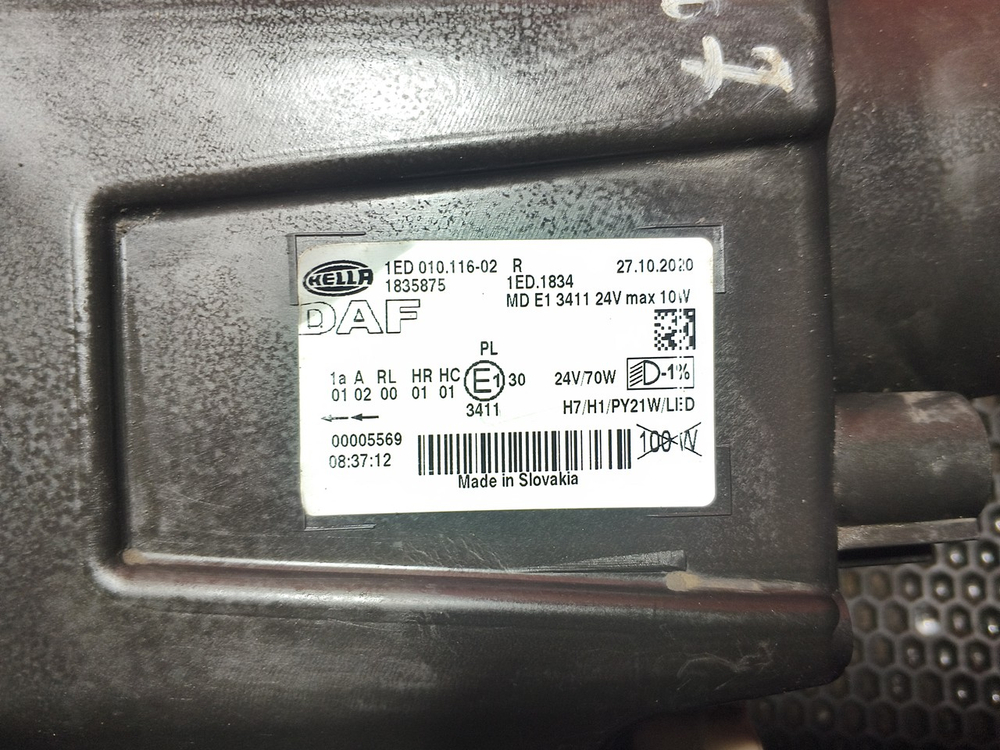 HELLA
1ED 010.116-02 R 27.10.2020
1835875 1ED.1834
MD E1 3411 24V max 10W
DAF
PL
1a A RL HR HC E1 30 24V/70W D-1%
01 02 00 01 01
3411 H7/H1/PY21W/LED
00005569
08:37:12 100 W
Made in Slovakia